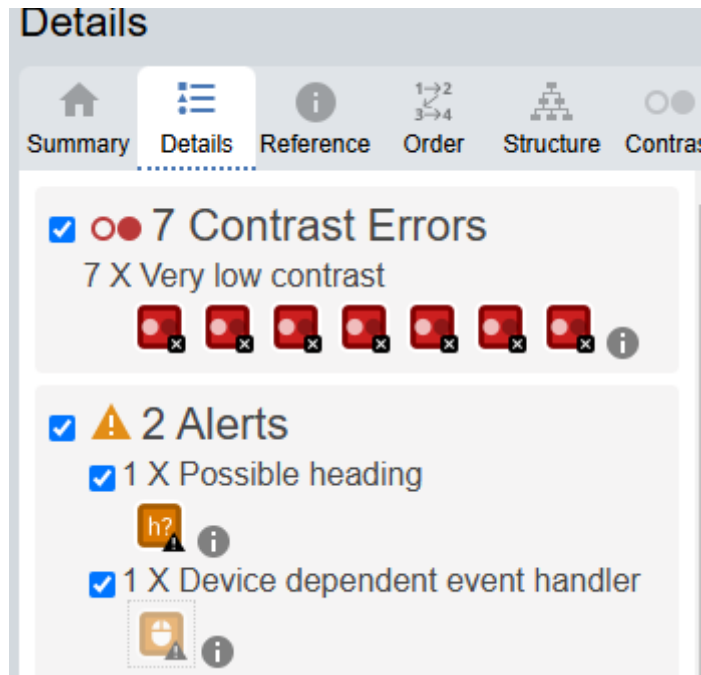 Details
Summary Details Reference Order Structure Contras
1→2
3→4
7 Contrast Errors
7 X Very low contrast
2 Alerts
1 X Possible heading
h?
1 X Device dependent event handler